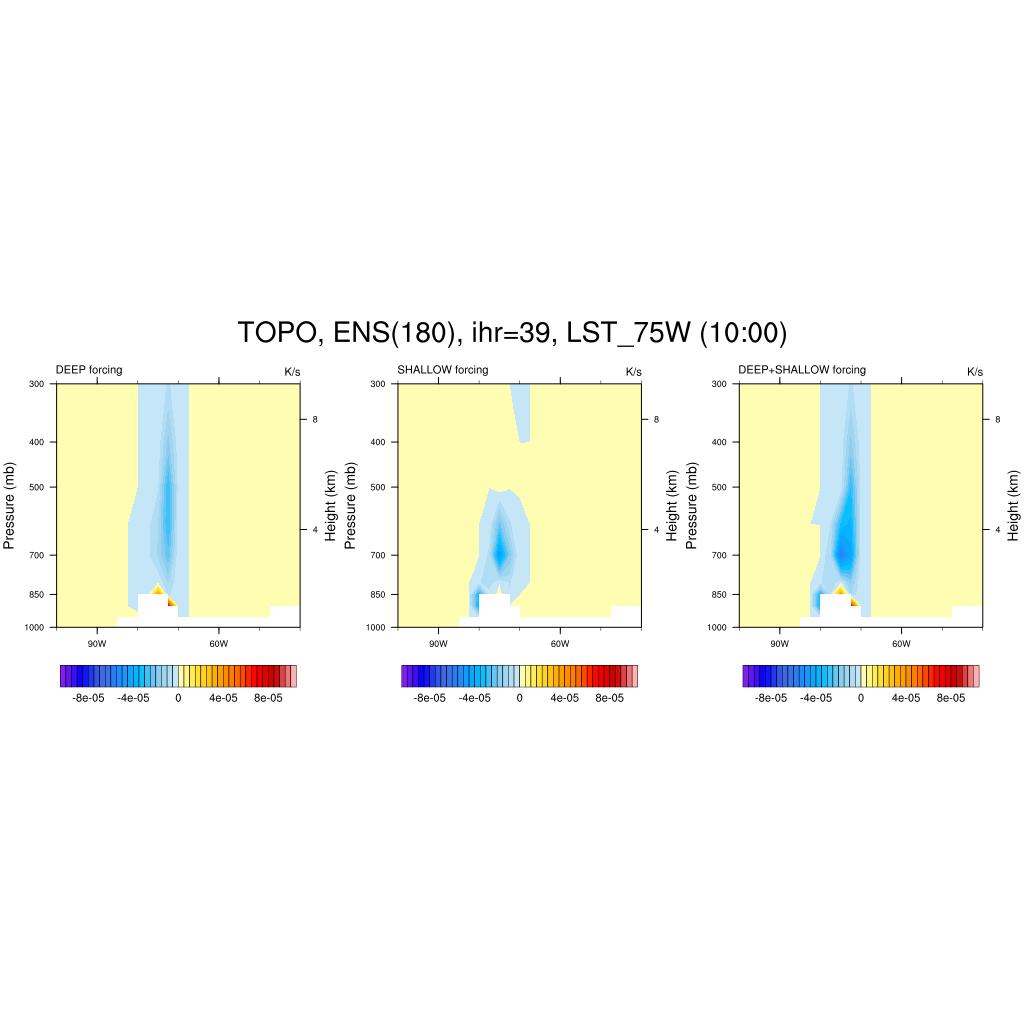 TOPO, ENS(180), ihr=39, LST_75W (10:00)
DEEP forcing K/s
300
400
500
700
850
1000
Pressure (mb)
8
4
Height (km)
90W 60W
-8e-05 -4e-05 0 4e-05 8e-05
SHALLOW forcing K/s
300
400
500
700
850
1000
Pressure (mb)
8
4
Height (km)
90W 60W
-8e-05 -4e-05 0 4e-05 8e-05
DEEP+SHALLOW forcing K/s
300
400
500
700
850
1000
Pressure (mb)
8
4
Height (km)
90W 60W
-8e-05 -4e-05 0 4e-05 8e-05